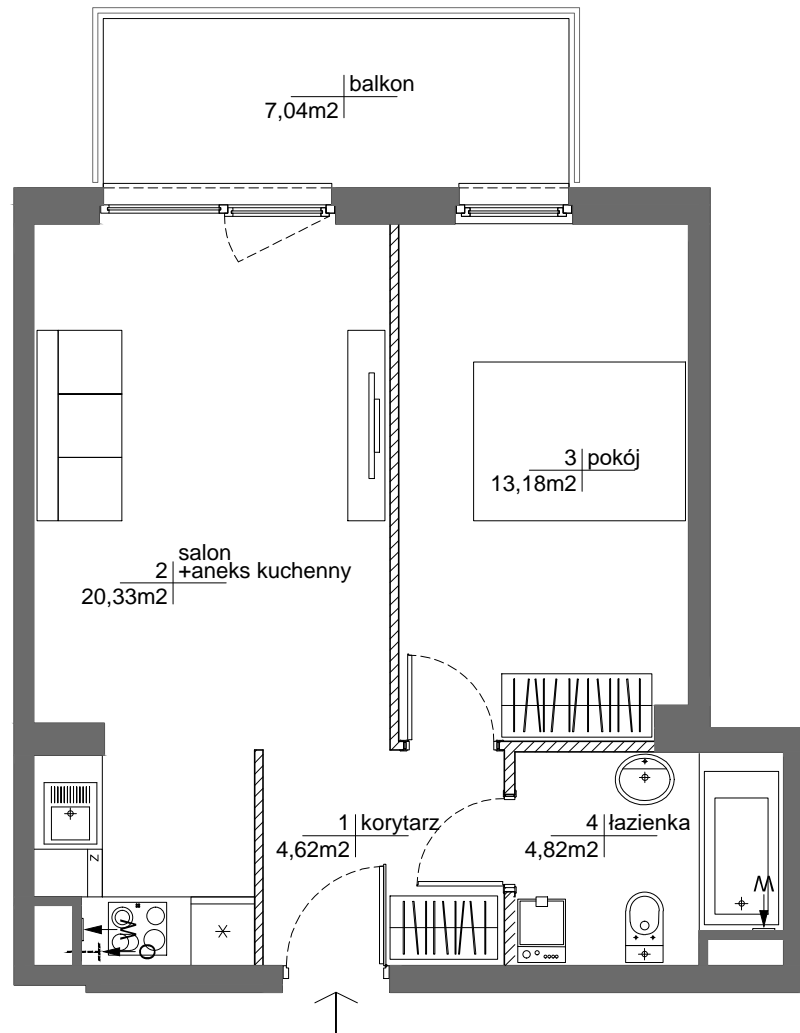 balkon
7,04m2
3 pokój
13,18m2
salon
2 +aneks kuchenny
20,33m2
1 korytarz
4,62m2
4 łazienka
4,82m2
Z
W
W
O